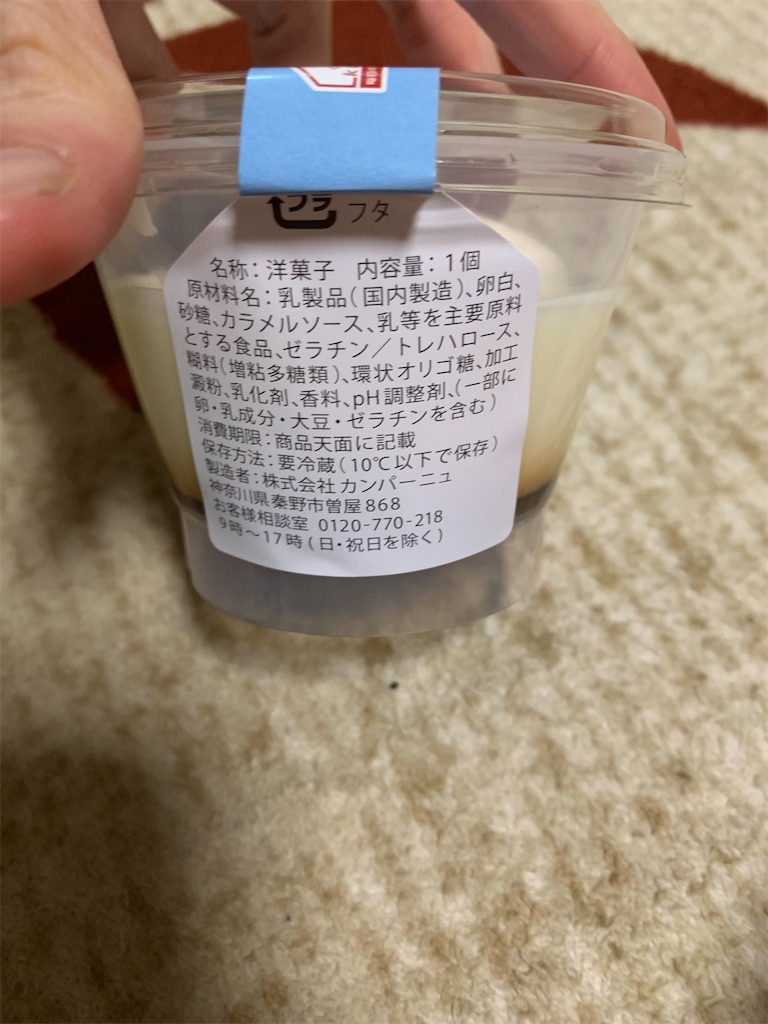 プラ フタ
名称：洋菓子　内容量：1個
原材料名：乳製品（国内製造）、卵白、
砂糖、カラメルソース、乳等を主要原料
とする食品、ゼラチン／トレハロース、
糊料（増粘多糖類）、環状オリゴ糖、加工
澱粉、乳化剤、香料、pH調整剤、（一部に
卵・乳成分・大豆・ゼラチンを含む）
消費期限：商品天面に記載
保存方法：要冷蔵（10℃以下で保存）
製造者：株式会社カンパーニュ
神奈川県秦野市曽屋868
お客様相談室 0120-770-218
9時～17時（日・祝日を除く）